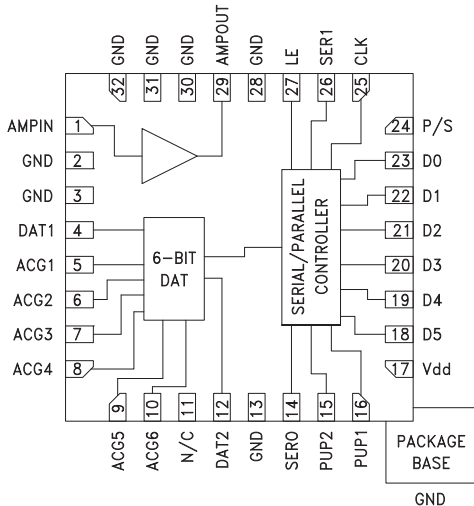 GND
GND
GND
AMPOUT
GND
LE
SER1
CLK
32
31
30
29
28
27
26
25
AMPIN 1
GND 2
GND 3
DAT1 4
ACG1 5
ACG2 6
ACG3 7
ACG4 8
6-BIT
DAT
SERIAL/PARALLEL
CONTROLLER
24 P/S
23 D0
22 D1
21 D2
20 D3
19 D4
18 D5
17 Vdd
9
10
11
12
13
14
15
16
ACG5
ACG6
N/C
DAT2
GND
SERO
PUP2
PUP1
PACKAGE
BASE
GND